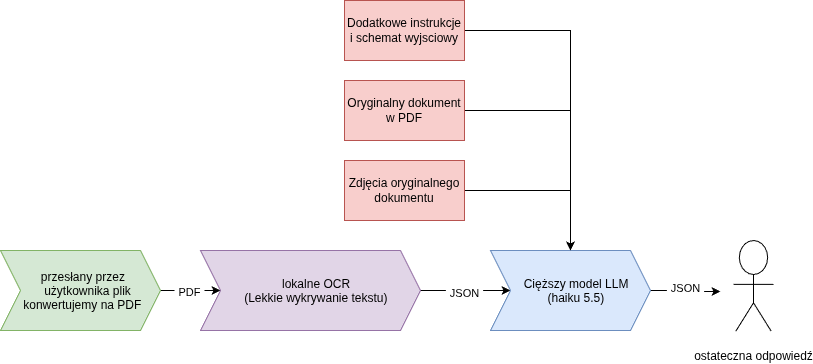 Dodatkowe instrukcje
i schemat wyjsciowy
Oryginalny dokument
w PDF
Zdjęcia oryginalnego
dokumentu
przesłany przez
użytkownika plik
konwertujemy na PDF
PDF
lokalne OCR
(Lekkie wykrywanie tekstu)
JSON
Cięższy model LLM
(haiku 5.5)
JSON
ostateczna odpowiedź